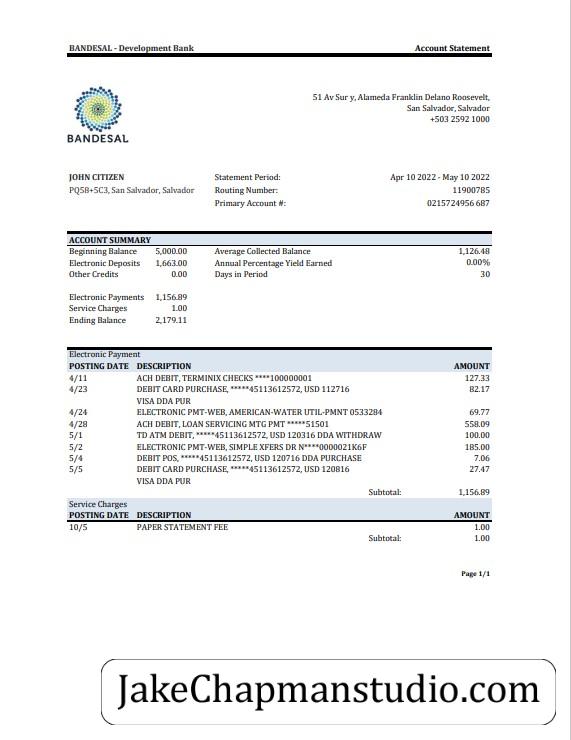 BANDESAL - Development Bank Account Statement
51 Av Sur y, Alameda Franklin Delano Roosevelt,
San Salvador, Salvador
+503 2592 1000
BANDESAL
JOHN CITIZEN Statement Period: Apr 10 2022 - May 10 2022
PQ58+5C3, San Salvador, Salvador Routing Number: 11900785
Primary Account #: 0215724956 687
ACCOUNT SUMMARY
Beginning Balance 5,000.00 Average Collected Balance 1,126.48
Electronic Deposits 1,663.00 Annual Percentage Yield Earned 0.00%
Other Credits 0.00 Days in Period 30
Electronic Payments 1,156.89
Service Charges 1.00
Ending Balance 2,179.11
Electronic Payment
POSTING DATE DESCRIPTION AMOUNT
4/11 ACH DEBIT, TERMINIX CHECKS ****100000001 127.33
4/23 DEBIT CARD PURCHASE, *****45113612572, USD 112716 82.17
VISA DDA PUR
4/24 ELECTRONIC PMT-WEB, AMERICAN-WATER UTIL-PMNT 0533284 69.77
4/28 ACH DEBIT, LOAN SERVICING MTG PMT *****51501 558.09
5/1 TD ATM DEBIT, *****45113612572, USD 120316 DDA WITHDRAW 100.00
5/2 ELECTRONIC PMT-WEB, SIMPLE XFERS DR N****0000021K6F 185.00
5/4 DEBIT POS, *****45113612572, USD 120716 DDA PURCHASE 7.06
5/5 DEBIT CARD PURCHASE, *****45113612572, USD 120816 27.47
VISA DDA PUR
Subtotal: 1,156.89
Service Charges
POSTING DATE DESCRIPTION AMOUNT
10/5 PAPER STATEMENT FEE 1.00
Subtotal: 1.00
Page 1/1
JakeChapmanstudio.com